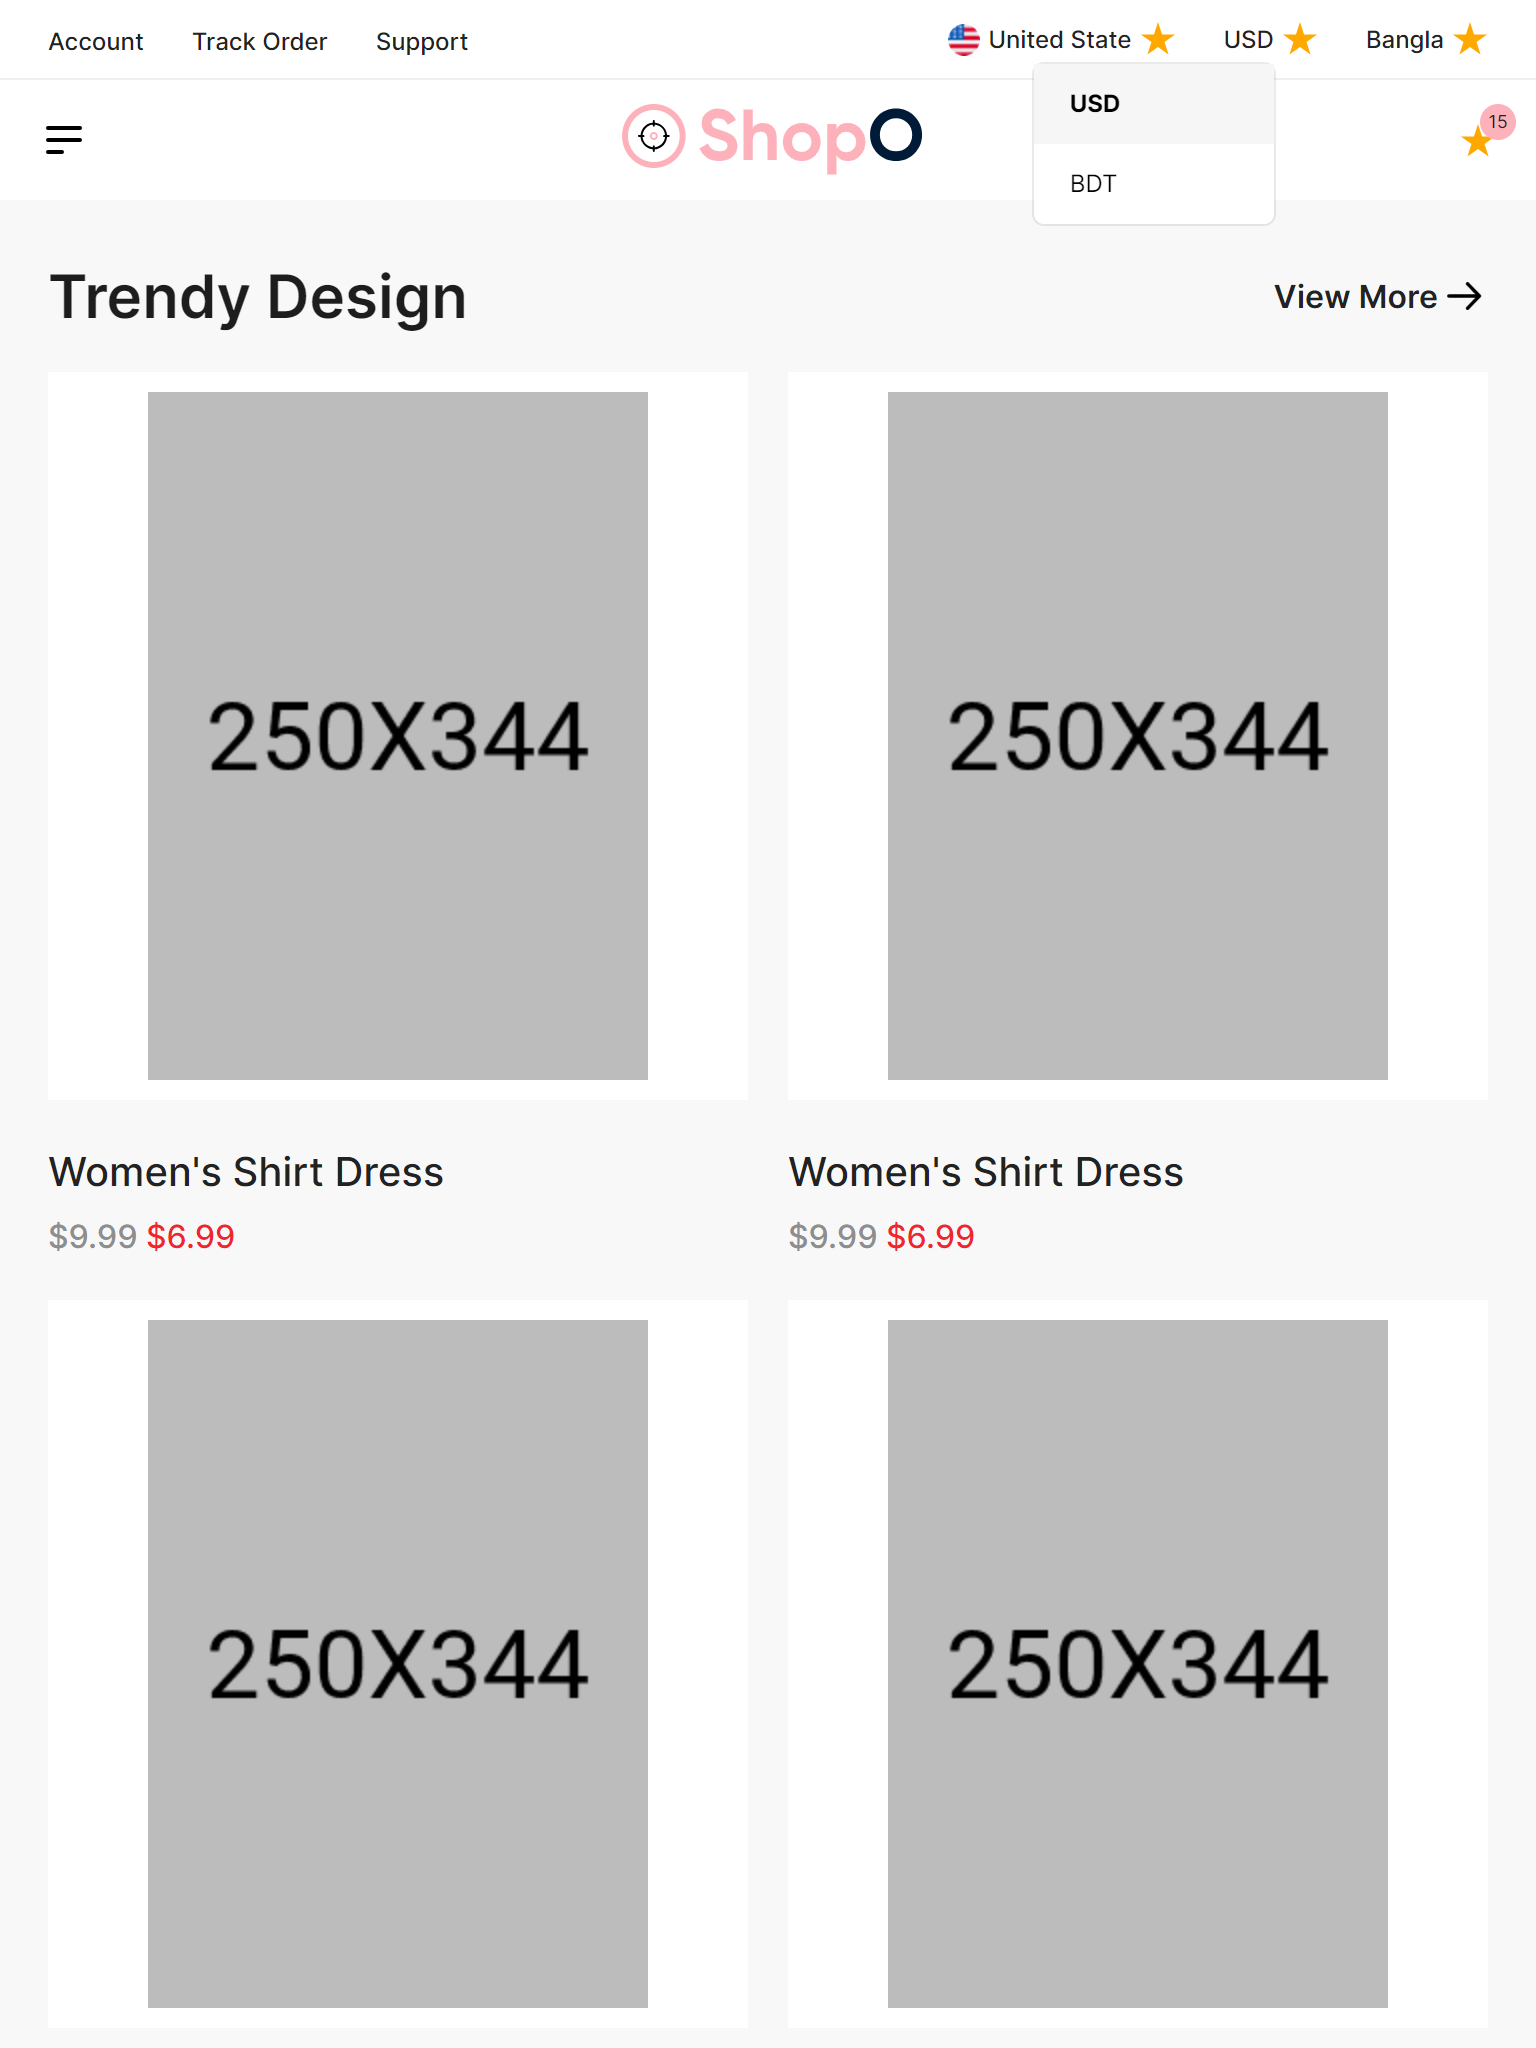 Account Track Order Support United State USD Bangla
USD
BDT
ShopO
15
Trendy Design View More
250X344 250X344
Women's Shirt Dress Women's Shirt Dress
$9.99 $6.99 $9.99 $6.99
250X344 250X344